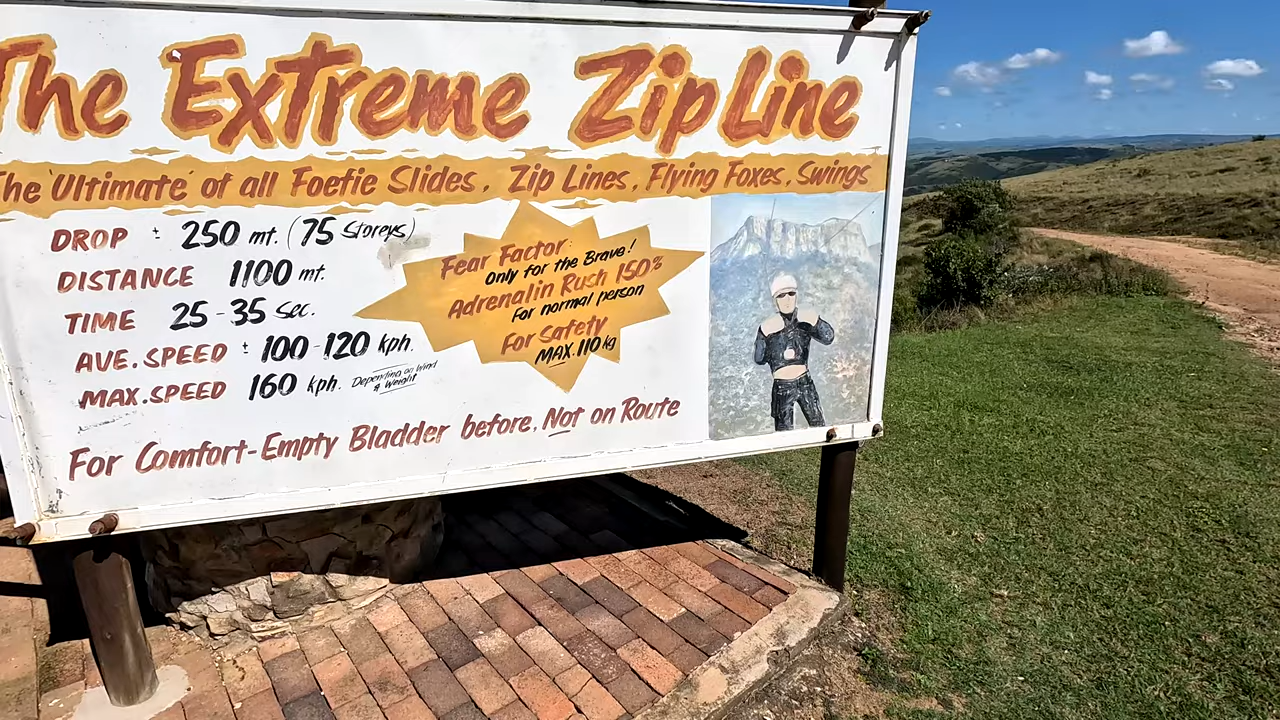 The Extreme Zip Line
The 'Ultimate' of all Foefie Slides, Zip Lines, Flying Foxes, Swings
DROP ± 250 mt. (75 Storeys)
DISTANCE 1100 mt.
TIME 25-35 Sec.
AVE.SPEED ± 100-120 kph.
MAX.SPEED 160 kph. Depending on Wind
& Weight
Fear Factor:
Only for the Brave!
Adrenalin Rush 150%
For normal person
For Safety
MAX.110kg
For Comfort-Empty Bladder before, Not on Route